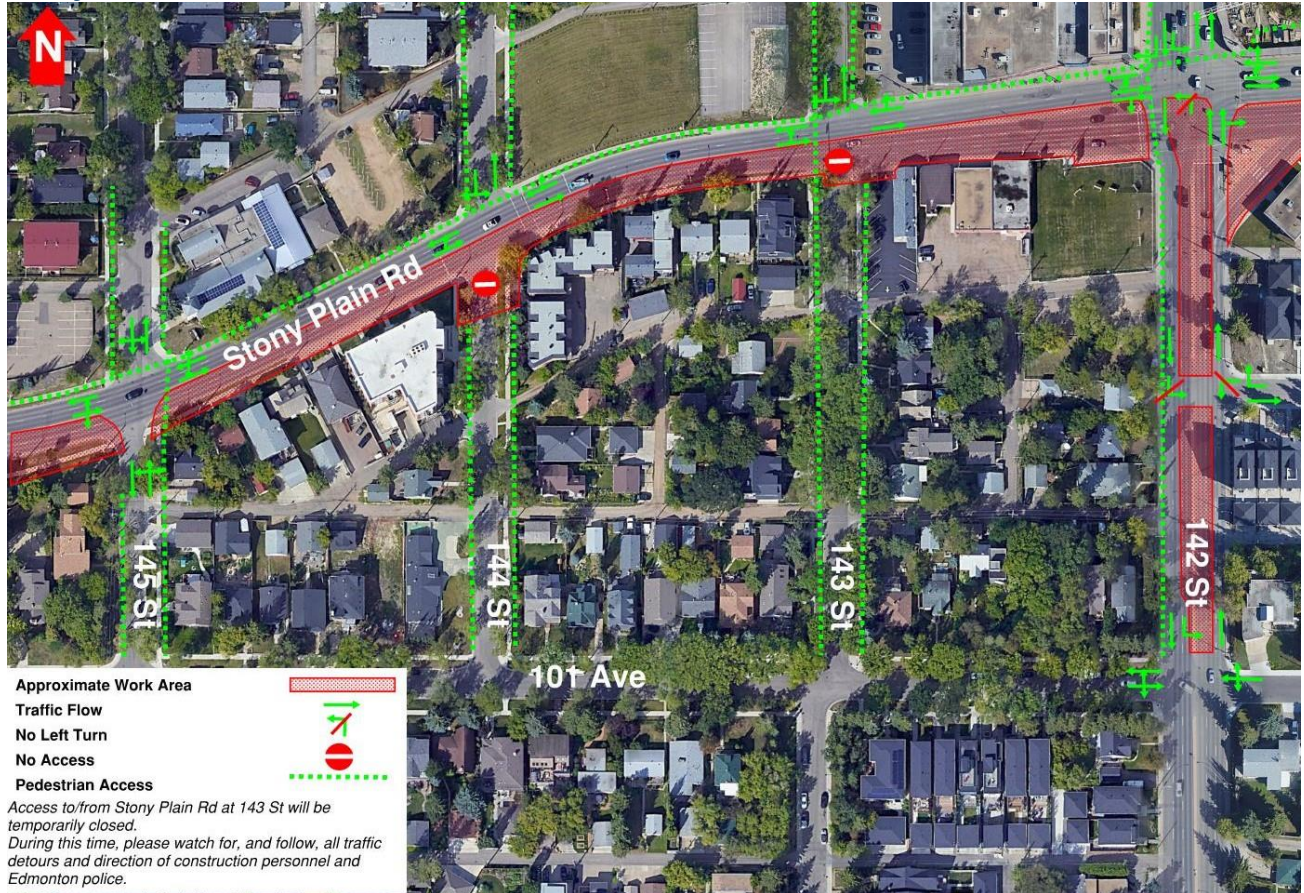 N
Stony Plain Rd
145 St
144 St
143 St
142 St
101 Ave
Approximate Work Area
Traffic Flow
No Left Turn
No Access
Pedestrian Access
Access to/from Stony Plain Rd at 143 St will be
temporarily closed.
During this time, please watch for, and follow, all traffic
detours and direction of construction personnel and
Edmonton police.